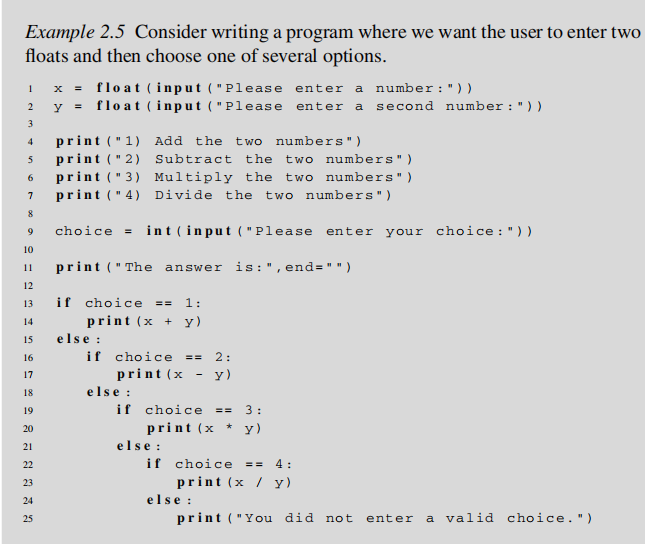 Example 2.5 Consider writing a program where we want the user to enter two
floats and then choose one of several options.
1 x = float(input("Please enter a number:"))
2 y = float(input("Please enter a second number:"))
3
4 print("1) Add the two numbers")
5 print("2) Subtract the two numbers")
6 print("3) Multiply the two numbers")
7 print("4) Divide the two numbers")
8
9 choice = int(input("Please enter your choice:"))
10
11 print("The answer is:",end="")
12
13 if choice == 1:
14     print(x + y)
15 else:
16     if choice == 2:
17         print(x - y)
18     else:
19         if choice == 3:
20             print(x * y)
21         else:
22             if choice == 4:
23                 print(x / y)
24             else:
25                 print("You did not enter a valid choice.")